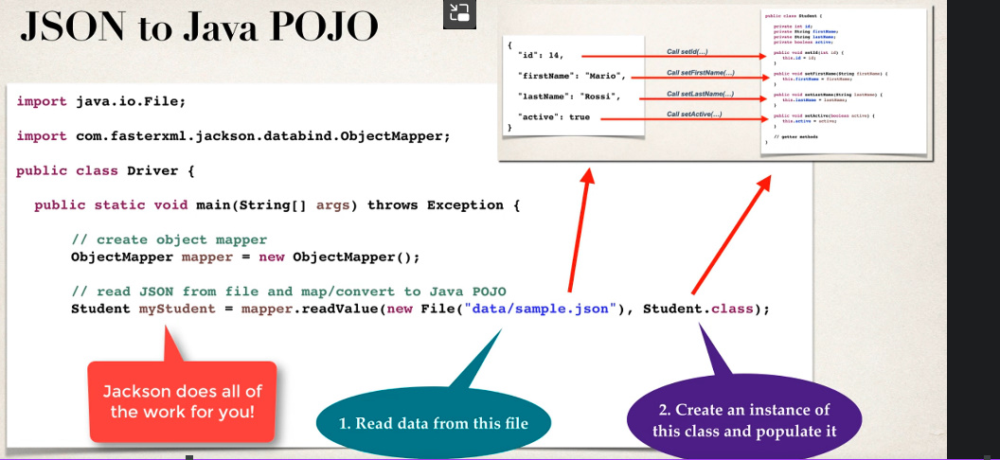 JSON to Java POJO
import java.io.File;
import com.fasterxml.jackson.databind.ObjectMapper;
public class Driver {
public static void main(String[] args) throws Exception {
// create object mapper
ObjectMapper mapper = new ObjectMapper();
// read JSON from file and map/convert to Java POJO
Student myStudent = mapper.readValue(new File("data/sample.json"), Student.class);
Jackson does all of
the work for you!
1. Read data from this file
2. Create an instance of
this class and populate it
{
"id": 14,
"firstName": "Mario",
"lastName": "Rossi",
"active": true
}
Call setId(...)
Call setFirstName(...)
Call setLastName(...)
Call setActive(...)
public class Student {
private int id;
private String firstName;
private String lastName;
private boolean active;
public void setId(int id) {
this.id = id;
}
public void setFirstName(String firstName) {
this.firstName = firstName;
}
public void setLastName(String lastName) {
this.lastName = lastName;
}
public void setActive(boolean active) {
this.active = active;
}
// getter methods
}